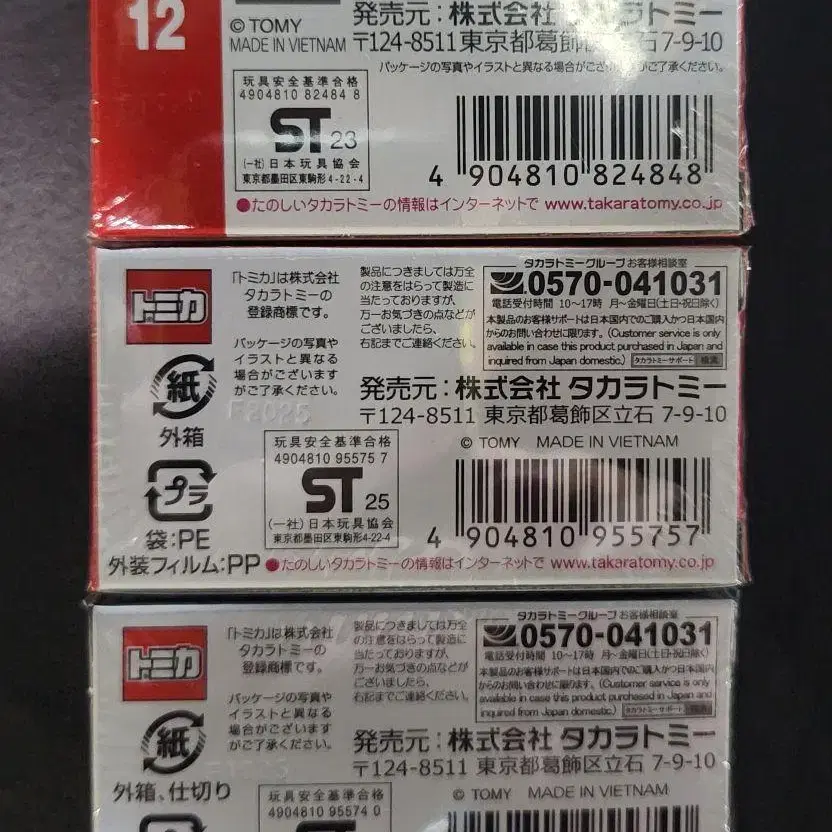 12
© TOMY
MADE IN VIETNAM
発売元:株式会社 タカラトミー
〒124-8511 東京都葛飾区立石 7-9-10
パッケージの写真やイラストと異なる場合がござ 了承ください。
玩具安全基準合格
4904810 82484 8
ST 23
(一社)日本玩具協会
東京都墨田区東駒形4-22-4
4 904810 824848
●たのしいタカラトミーの情報はインターネットで www.takaratomy.co.jp
トミカ
「トミカ」は株式会社
タカラトミーの
登録商標です。
パッケージの写真や
イラストと異なる
場合がございます
がご了承ください。
製品につきましては万全
の注意をはらって製造に
当たっておりますが、
万一お気づきの点などが
ございましたら、
右記までご連絡ください。
タカラトミーグループ お客様相談室
0570-041031
電話受付時間 10〜17時 月〜金曜日(土日・祝日除く)
本製品のお客様サポートは日本国内でのご購入かつ日本国内
からのお問い合わせに限ります。(Customer service is only
available in case this product purchased in Japan and
inquired from Japan domestic.) タカラトミーサポート 検索
紙
外箱
F2025
発売元:株式会社 タカラトミー
〒124-8511 東京都葛飾区立石 7-9-10
© TOMY MADE IN VIETNAM
プラ
袋:PE
外装フィルム:PP
玩具安全基準合格
4904810 95575 7
ST 25
(一社)日本玩具協会
東京都墨田区東駒形4-22-4
4 904810 955757
●たのしいタカラトミーの情報はインターネットで www.takaratomy.co.jp
トミカ
「トミカ」は株式会社
タカラトミーの
登録商標です。
パッケージの写真や
イラストと異なる
場合がございます
がご了承ください。
製品につきましては万全
の注意をはらって製造に
当たっておりますが、
万一お気づきの点などが
ございましたら、
右記までご連絡ください。
タカラトミーグループ お客様相談室
0570-041031
電話受付時間 10〜17時 月〜金曜日(土日・祝日除く)
本製品のお客様サポートは日本国内でのご購入かつ日本国内
からのお問い合わせに限ります。(Customer service is only
available in case this product purchased in Japan and
inquired from Japan domestic.) タカラトミーサポート 検索
紙
外箱、仕切り
発売元:株式会社 タカラトミー
〒124-8511 東京都葛飾区立石 7-9-10
© TOMY MADE IN VIETNAM
玩具安全基準合格
4904810 95574 0